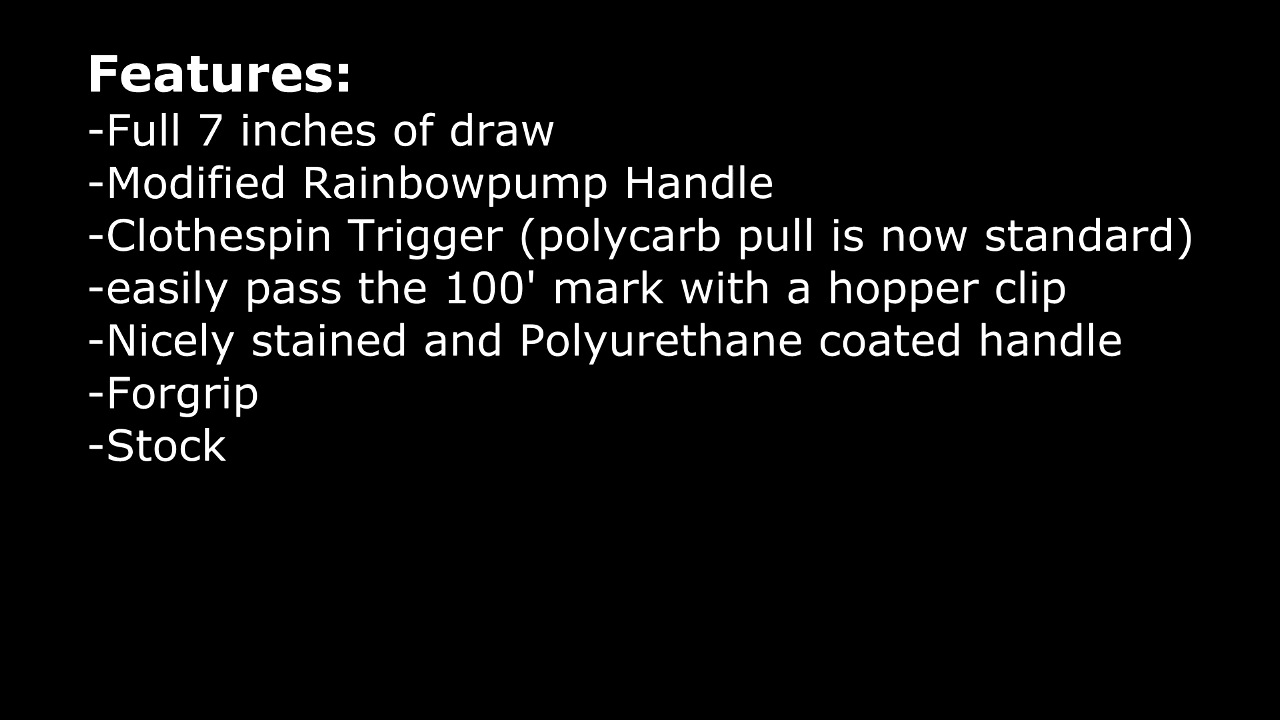 Features:
-Full 7 inches of draw
-Modified Rainbowpump Handle
-Clothespin Trigger (polycarb pull is now standard)
-easily pass the 100' mark with a hopper clip
-Nicely stained and Polyurethane coated handle
-Forgrip
-Stock